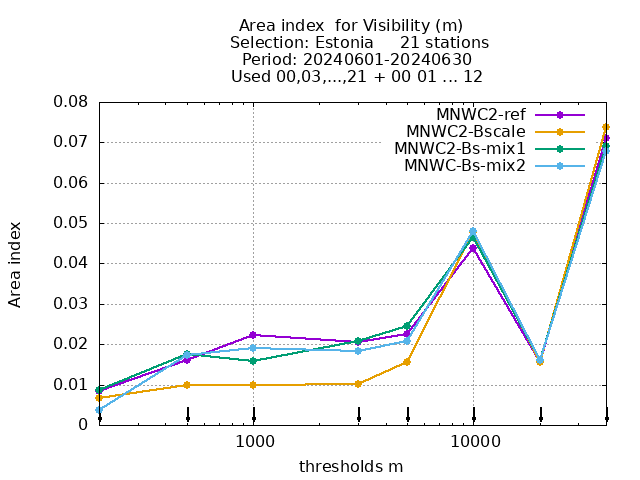 Area index  for Visibility (m)
Selection: Estonia     21 stations
Period: 20240601-20240630
Used 00,03,...,21 + 00 01 ... 12
MNWC2-ref
MNWC2-Bscale
MNWC2-Bs-mix1
MNWC-Bs-mix2
Area index
0.08
0.07
0.06
0.05
0.04
0.03
0.02
0.01
0
1000
10000
thresholds m